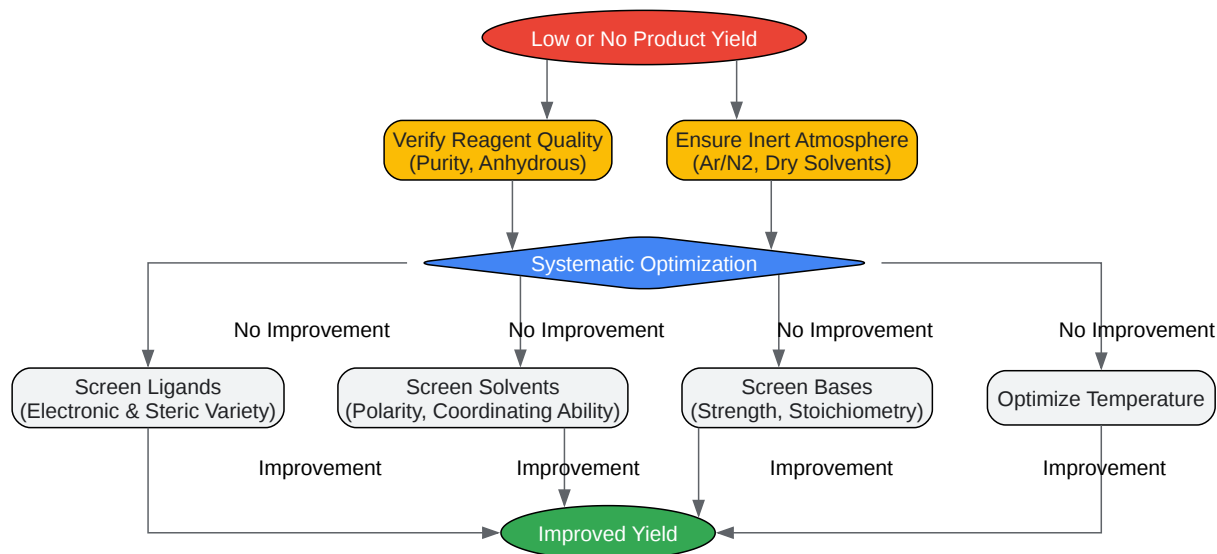 Low or No Product Yield
Verify Reagent Quality
(Purity, Anhydrous)
Ensure Inert Atmosphere
(Ar/N2, Dry Solvents)
Systematic Optimization
No Improvement
No Improvement
No Improvement
No Improvement
Screen Ligands
(Electronic & Steric Variety)
Screen Solvents
(Polarity, Coordinating Ability)
Screen Bases
(Strength, Stoichiometry)
Optimize Temperature
Improvement
Improvement
Improvement
Improvement
Improved Yield